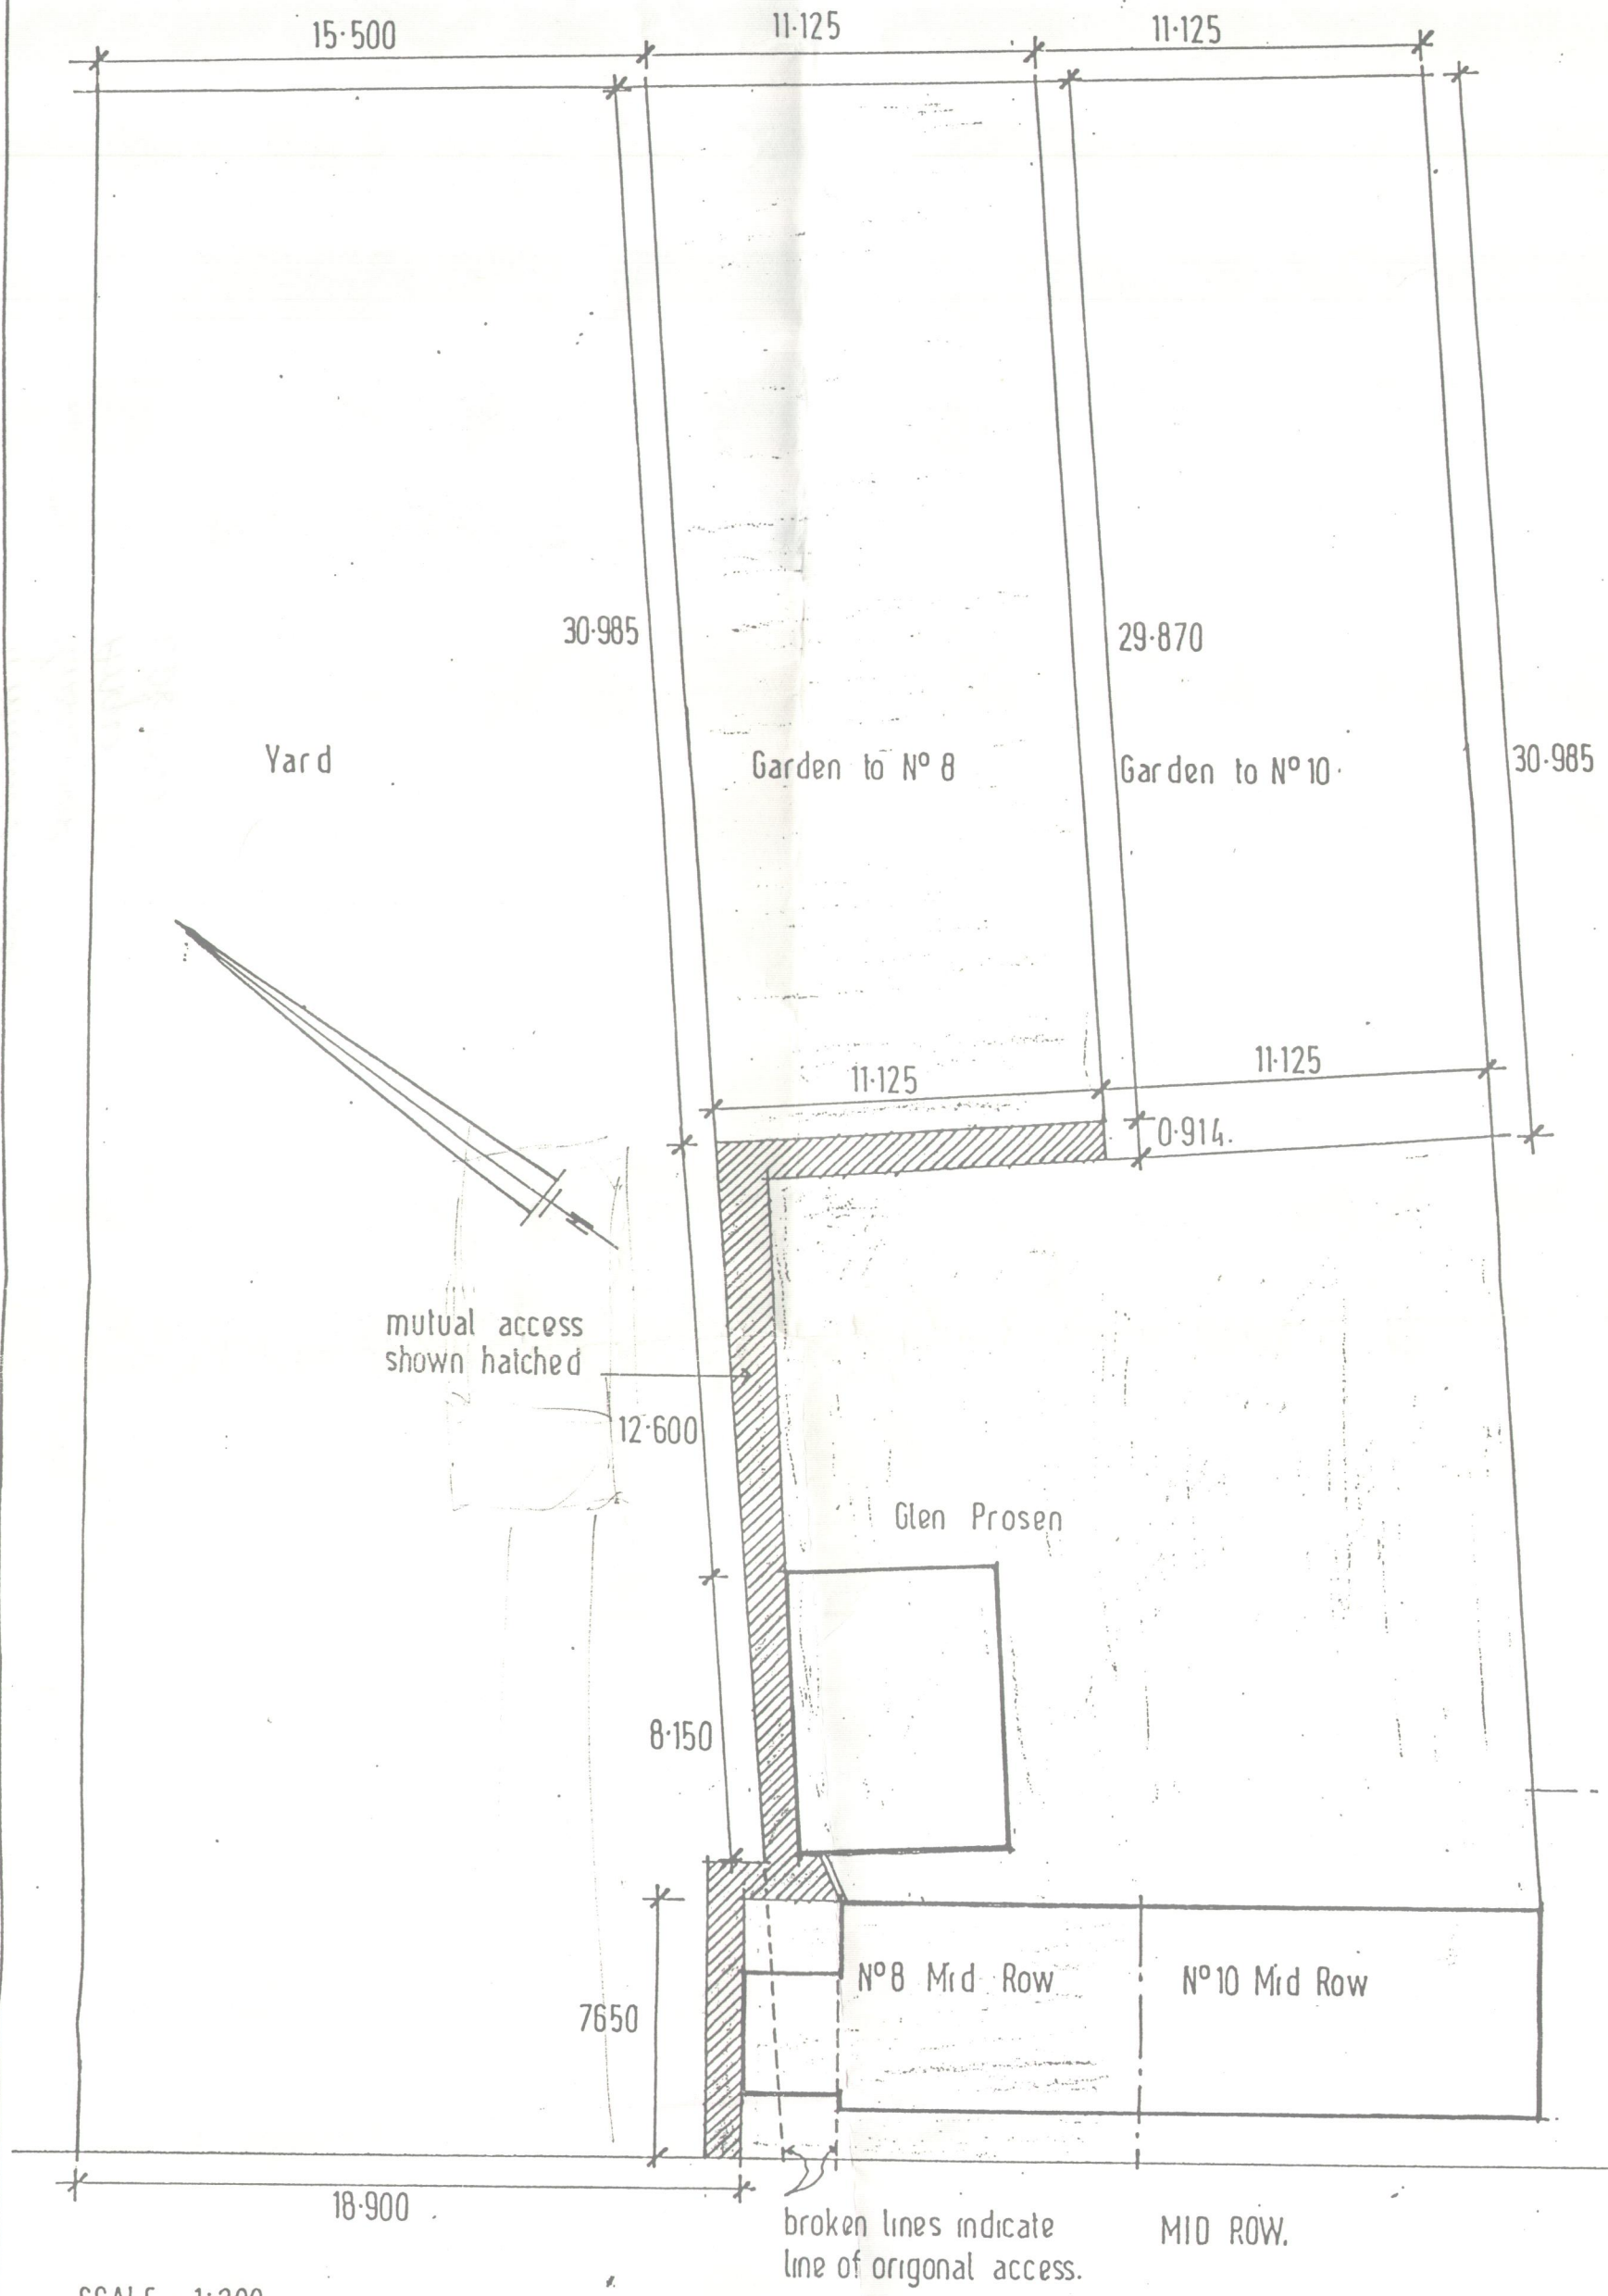 15·500
11·125
11·125
30·985
29·870
Yard
Garden to Nº 8
Garden to Nº 10·
30·985
11·125
11·125
0·914.
N
mutual access
shown hatched
12·600
Glen Prosen
8·150
Nº8 Mid Row
Nº10 Mid Row
7650
18·900
broken lines indicate
line of origonal access.
MID ROW.